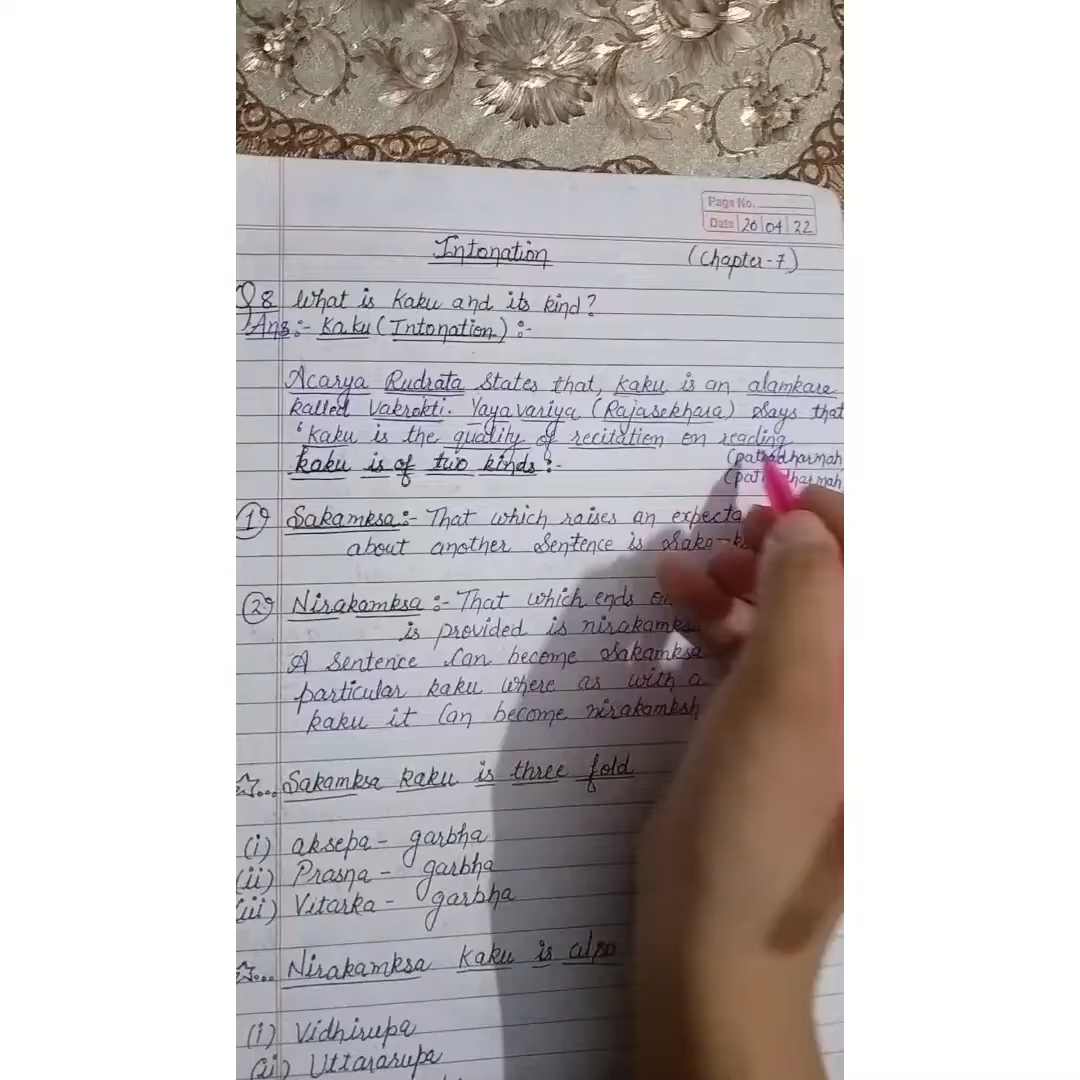 Page No.
Date 26 04 22
Intonation (Chapter-7)
Q8 What is Kaku and its kind?
Ans:- Kaku (Intonation):-
Acarya Rudrata states that, Kaku is an alamkare
kalled Vakrokti. Yayavariya (Rajasekhara) says that
'Kaku is the quality of recitation on reading
(pathadharmah
Kaku is of two kinds:-
dharmah
(1) Sakamksa:- That which raises an
about another sentence is
(2) Nirakamksa:- That which ends
is provided is
A sentence can become Sakamksa
particular kaku where as with a
kaku it can become
Sakamksa kaku is three fold
(i) aksepa- garbha
(ii) Prasna- garbha
(iii) Vitarka- garbha
Nirakamksa Kaku is also
(i) Vidhirupa
(ii) Uttararupa